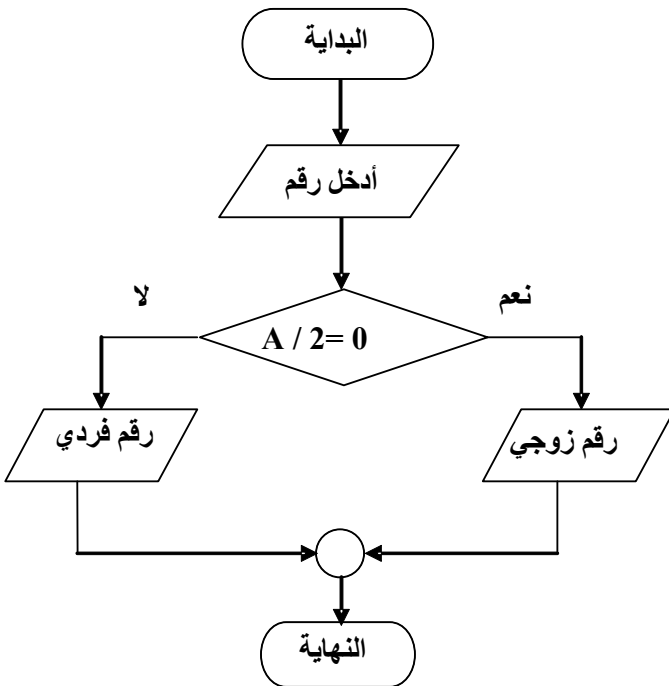 البداية
أدخل رقم
نعم
لا
A / 2= 0
رقم زوجي
رقم فردي
النهاية